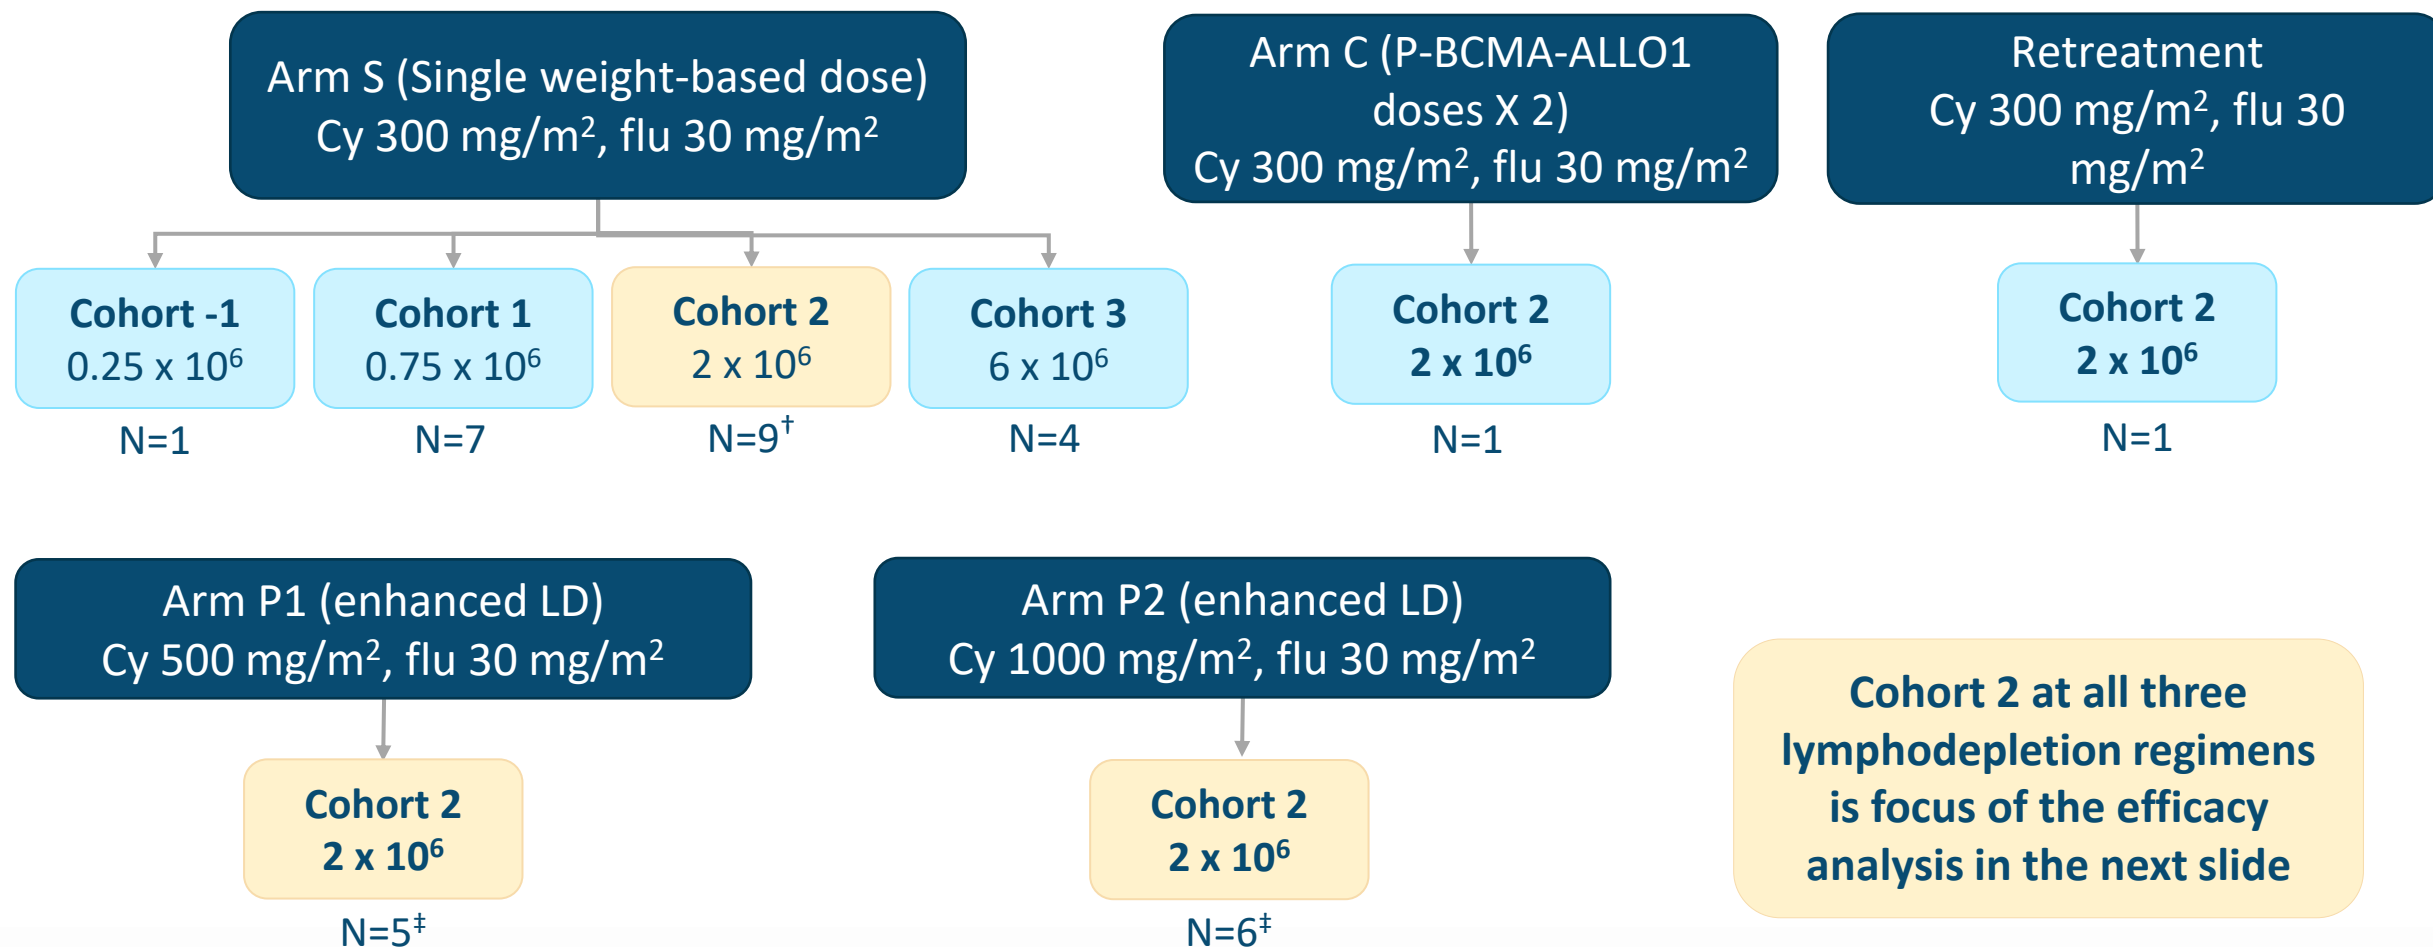 Arm S (Single weight-based dose)
Cy 300 mg/m², flu 30 mg/m²
Arm C (P-BCMA-ALLO1
doses X 2)
Cy 300 mg/m², flu 30 mg/m²
Retreatment
Cy 300 mg/m², flu 30
mg/m²
Cohort -1
0.25 x 10⁶
N=1
Cohort 1
0.75 x 10⁶
N=7
Cohort 2
2 x 10⁶
N=9†
Cohort 3
6 x 10⁶
N=4
Cohort 2
2 x 10⁶
N=1
Cohort 2
2 x 10⁶
N=1
Arm P1 (enhanced LD)
Cy 500 mg/m², flu 30 mg/m²
Cohort 2
2 x 10⁶
N=5‡
Arm P2 (enhanced LD)
Cy 1000 mg/m², flu 30 mg/m²
Cohort 2
2 x 10⁶
N=6‡
Cohort 2 at all three
lymphodepletion regimens
is focus of the efficacy
analysis in the next slide